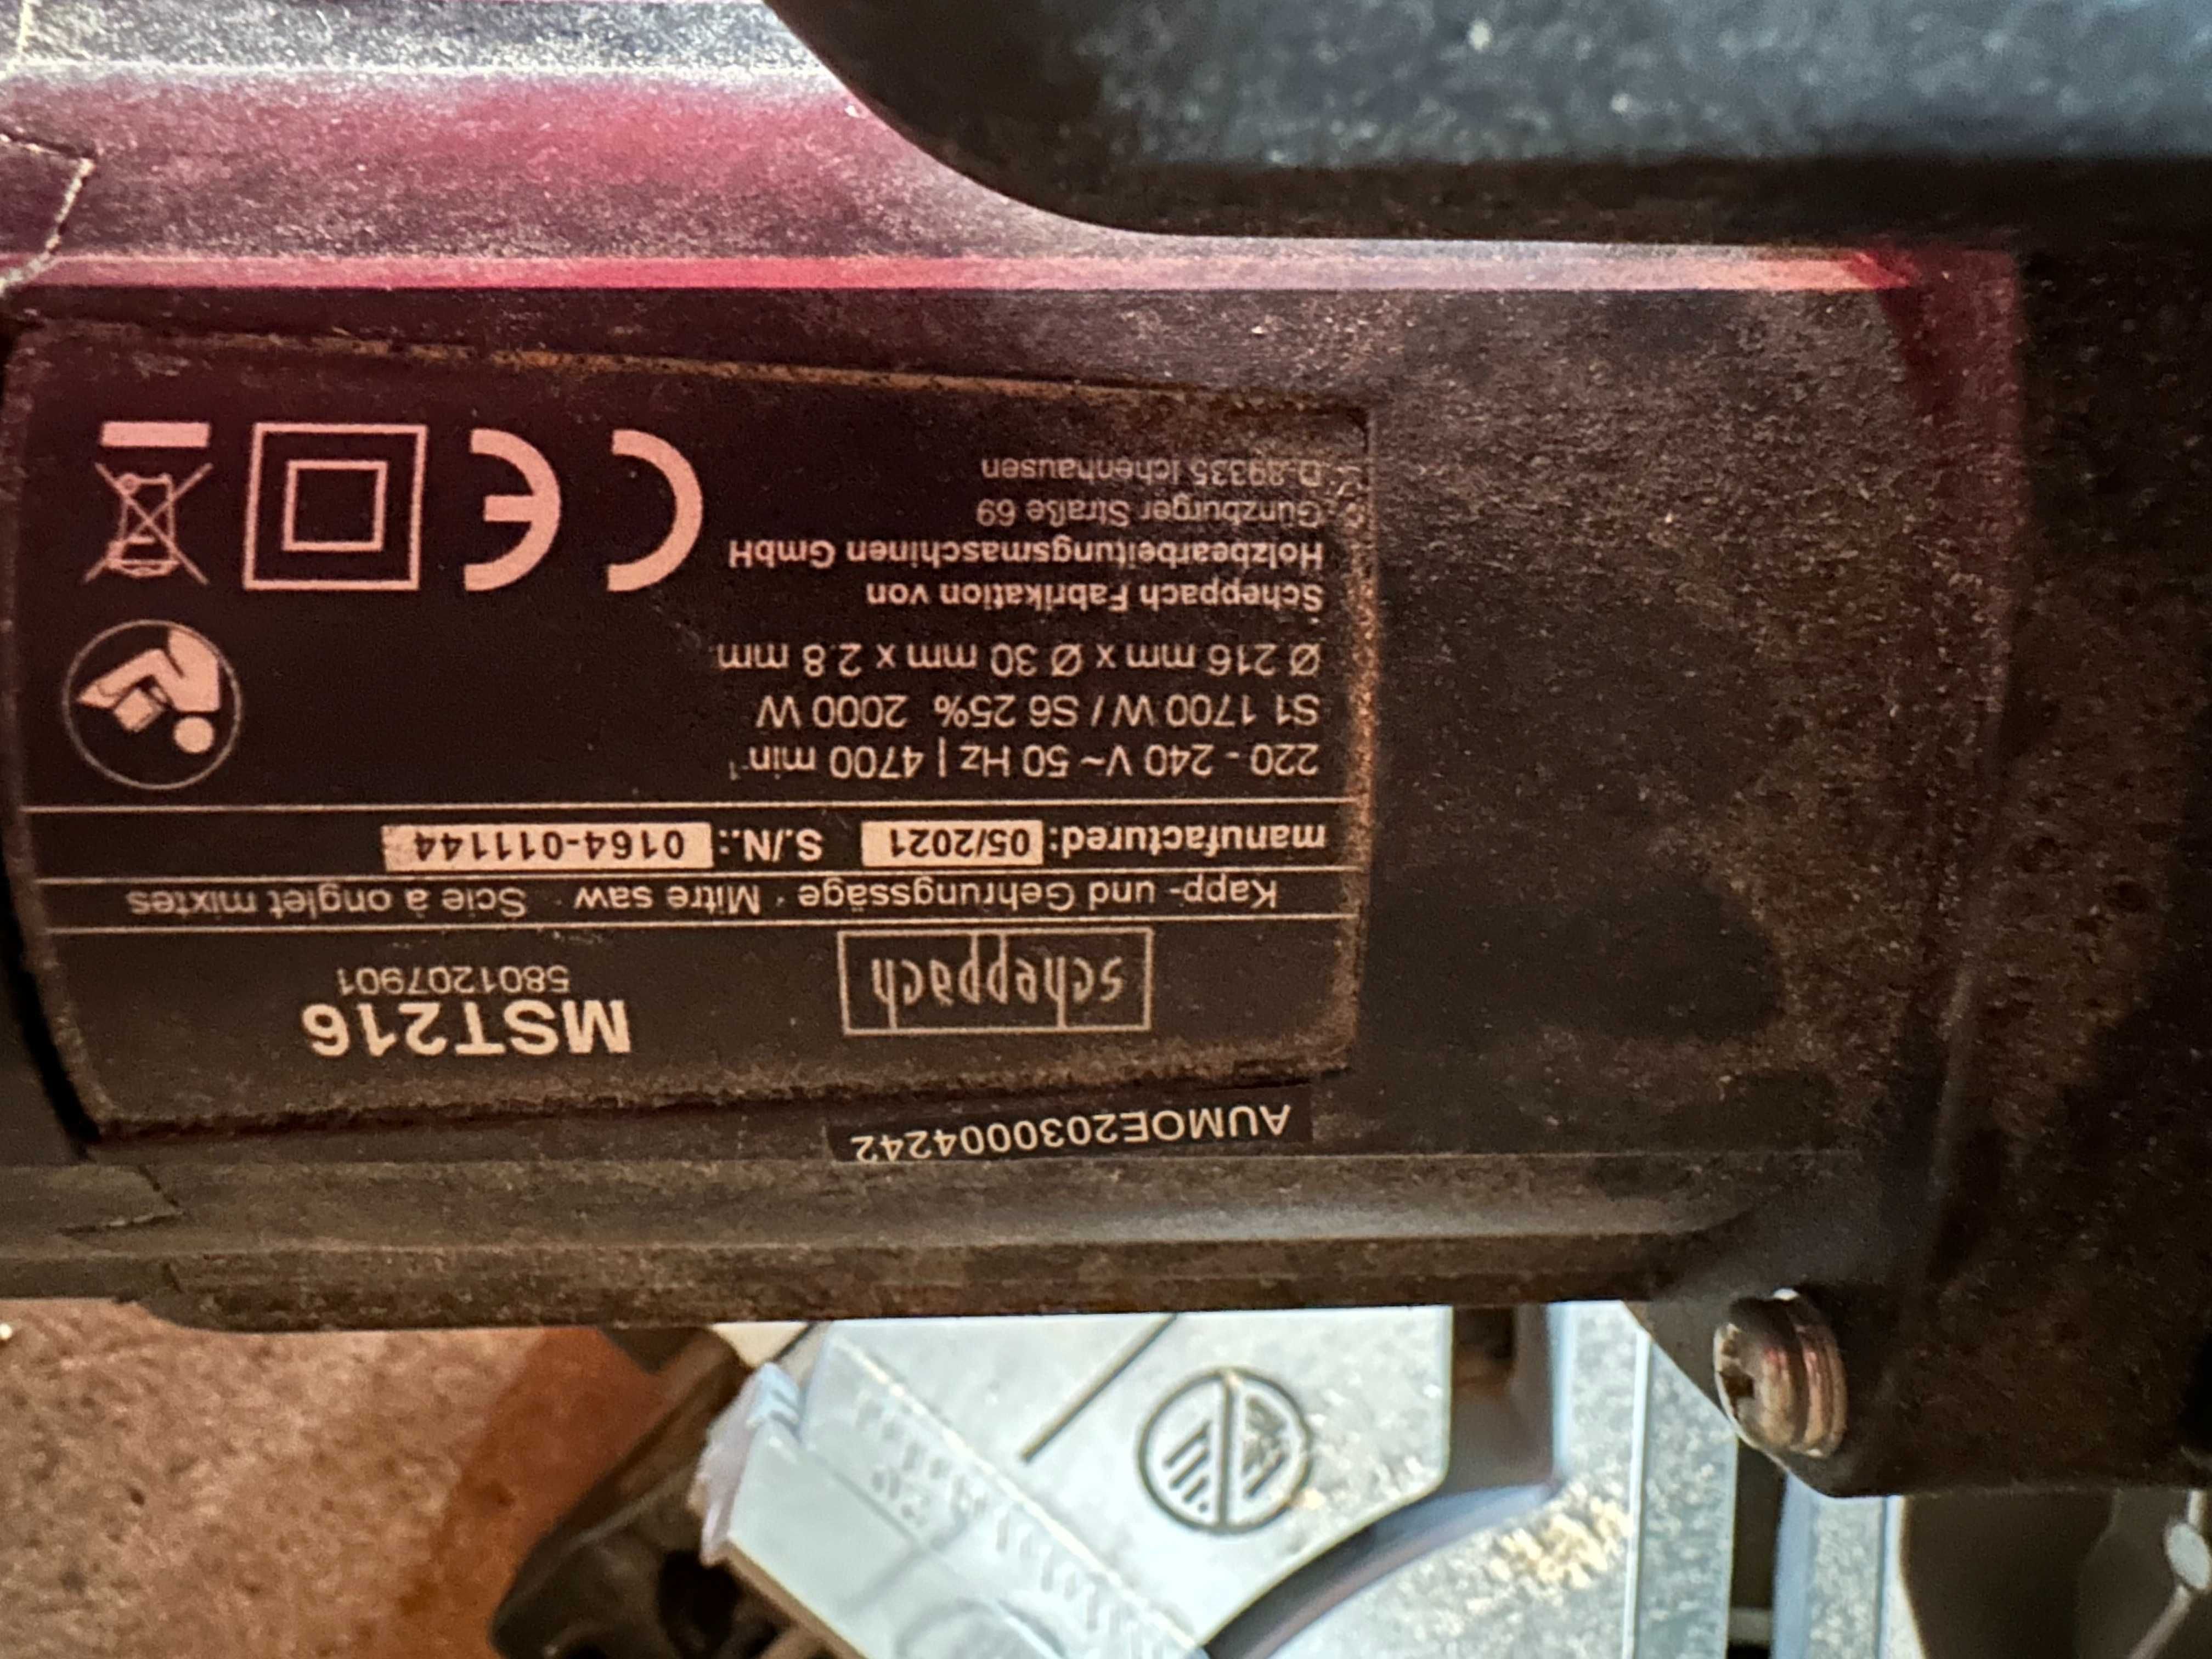 AUMOE2030004242
scheppach
MST216
5801207901
Kapp- und Gehrungssäge · Mitre saw · Scie à onglet mixtes
manufactured: 05/2021 S./N.: 0164-011144
220 - 240 V~ 50 Hz | 4700 min⁻¹
S1 1700 W / S6 25% 2000 W
Ø 216 mm x Ø 30 mm x 2.8 mm
Scheppach Fabrikation von
Holzbearbeitungsmaschinen GmbH
Günzburger Straße 69
D-89335 Ichenhausen
CE